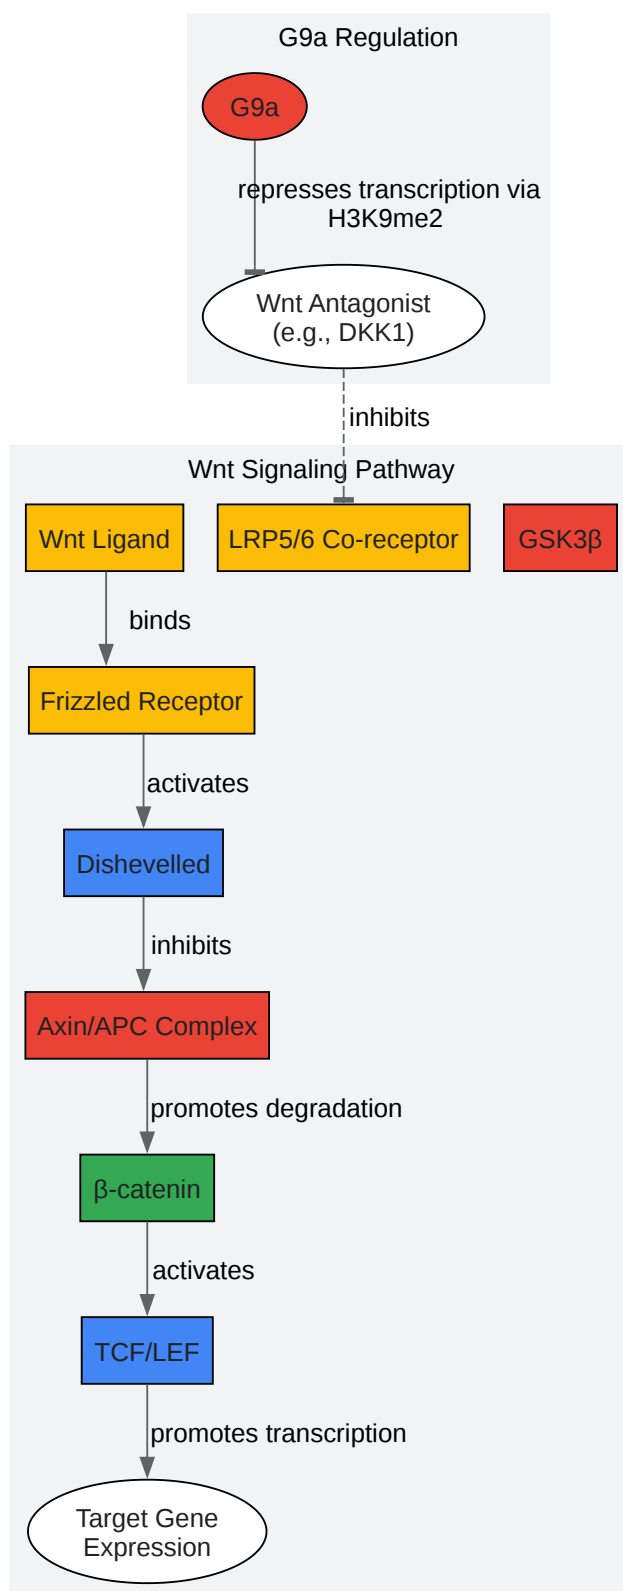 G9a Regulation
G9a
represses transcription via
H3K9me2
Wnt Antagonist
(e.g., DKK1)
inhibits
Wnt Signaling Pathway
Wnt Ligand
LRP5/6 Co-receptor
GSK3β
binds
Frizzled Receptor
activates
Dishevelled
inhibits
Axin/APC Complex
promotes degradation
β-catenin
activates
TCF/LEF
promotes transcription
Target Gene
Expression